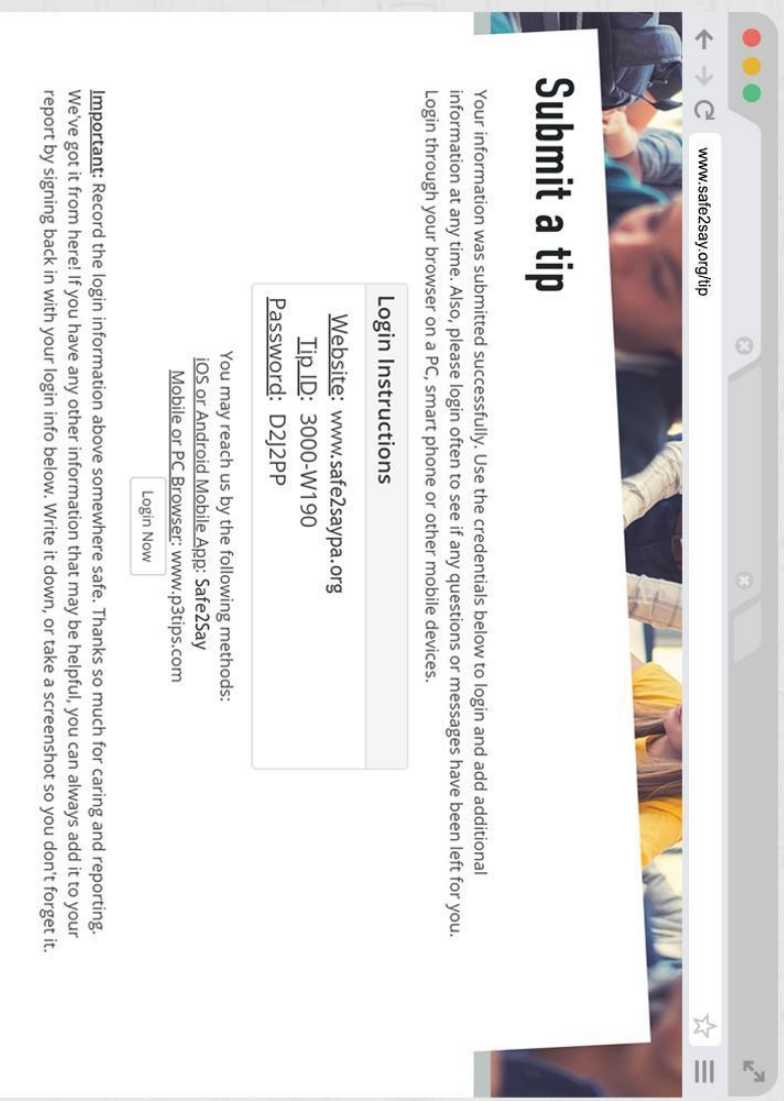 www.safe2say.org/tip
Submit a tip
Your information was submitted successfully. Use the credentials below to login and add additional
information at any time. Also, please login often to see if any questions or messages have been left for you.
Login through your browser on a PC, smart phone or other mobile devices.
Login Instructions
Website: www.safe2saypa.org
Tip ID: 3000-W190
Password: D2J2PP
You may reach us by the following methods:
iOS or Android Mobile App: Safe2Say
Mobile or PC Browser: www.p3tips.com
Login Now
Important: Record the login information above somewhere safe. Thanks so much for caring and reporting.
We've got it from here! If you have any other information that may be helpful, you can always add it to your
report by signing back in with your login info below. Write it down, or take a screenshot so you don't forget it.